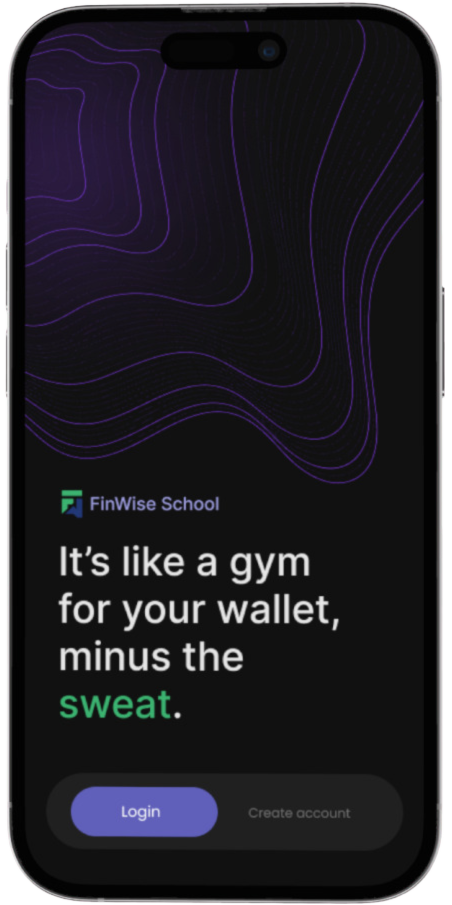 FinWise School
It's like a gym
for your wallet,
minus the
sweat.
Login
Create account